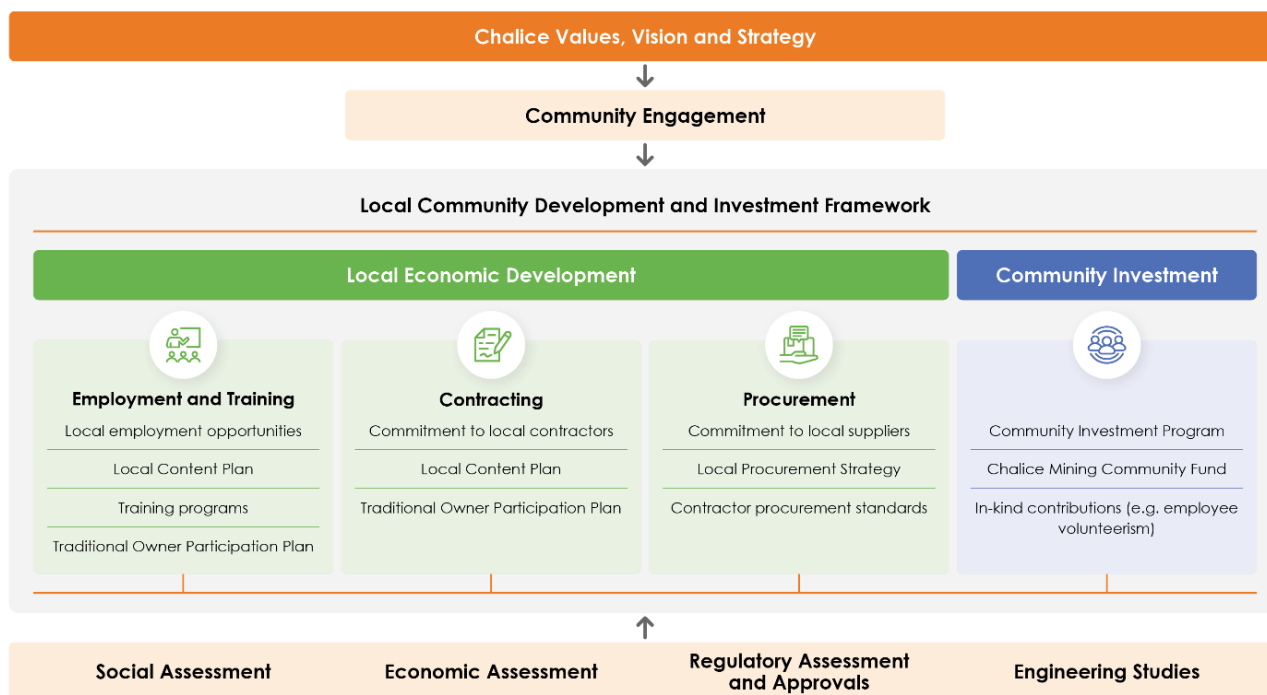 Chalice Values, Vision and Strategy
Community Engagement
Local Community Development and Investment Framework
Local Economic Development
Community Investment
Employment and Training
Local employment opportunities
Local Content Plan
Training programs
Traditional Owner Participation Plan
Contracting
Commitment to local contractors
Local Content Plan
Traditional Owner Participation Plan
Procurement
Commitment to local suppliers
Local Procurement Strategy
Contractor procurement standards
Community Investment Program
Chalice Mining Community Fund
In-kind contributions (e.g. employee
volunteerism)
Social Assessment
Economic Assessment
Regulatory Assessment
and Approvals
Engineering Studies